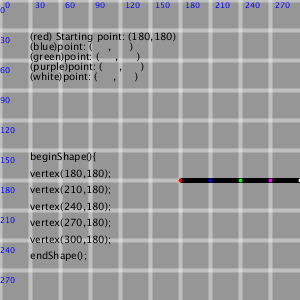 0 30 60 90 120 150 180 210 240 270
30
60
90
120
150
180
210
240
270
(red) Starting point: (180,180)
(blue)point: ( , )
(green)point: ( , )
(purple)point: ( , )
(white)point: ( , )
beginShape(){
vertex(180,180);
vertex(210,180);
vertex(240,180);
vertex(270,180);
vertex(300,180);
endShape();